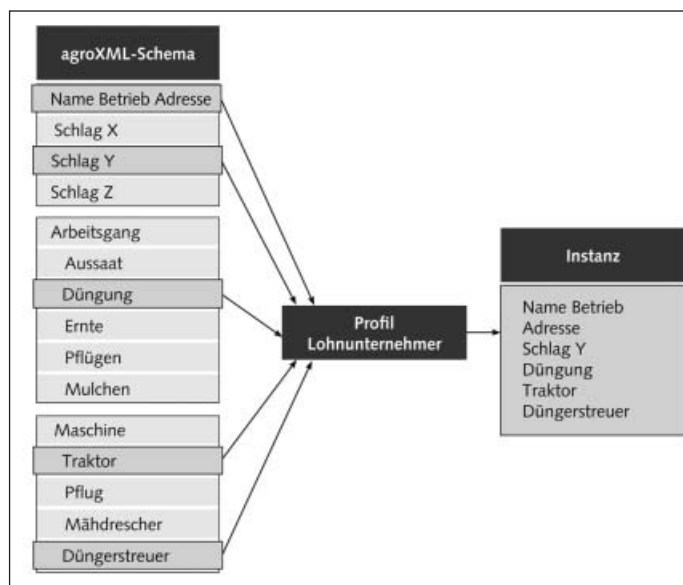 agroXML-Schema
Name Betrieb Adresse
Schlag X
Schlag Y
Schlag Z
Arbeitsgang
Aussaat
Düngung
Ernte
Pflügen
Mulchen
Maschine
Traktor
Pflug
Mähdrescher
Düngerstreuer
Profil
Lohnunternehmer
Instanz
Name Betrieb
Adresse
Schlag Y
Düngung
Traktor
Düngerstreuer